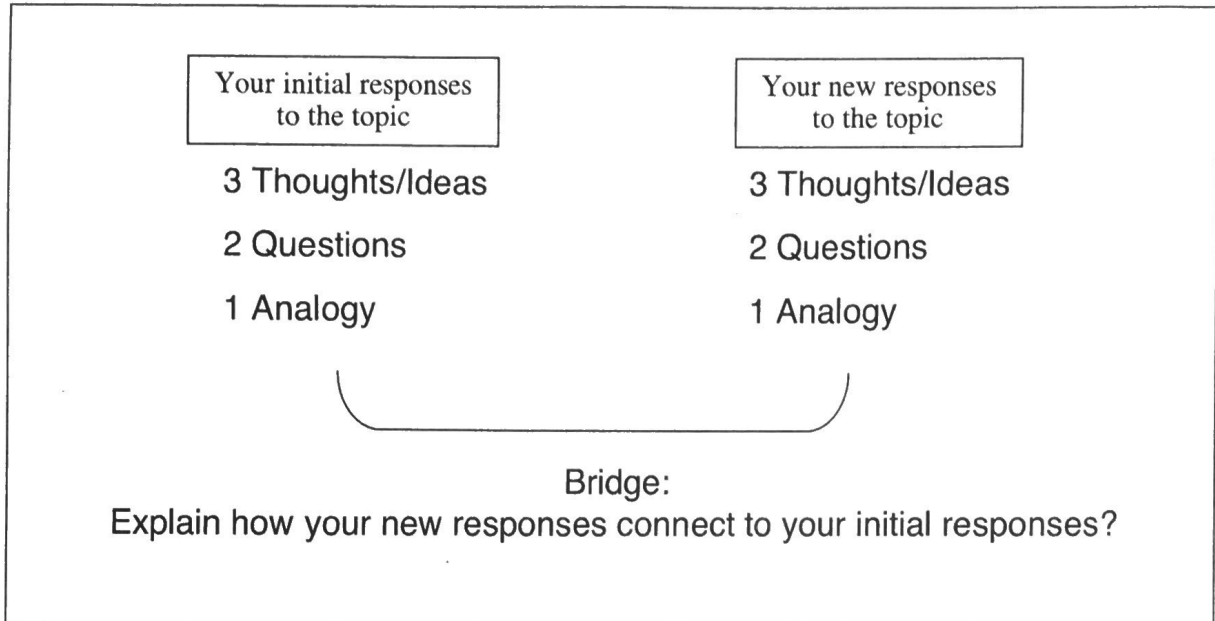 Your initial responses
to the topic
3 Thoughts/Ideas
2 Questions
1 Analogy
Your new responses
to the topic
3 Thoughts/Ideas
2 Questions
1 Analogy
Bridge:
Explain how your new responses connect to your initial responses?